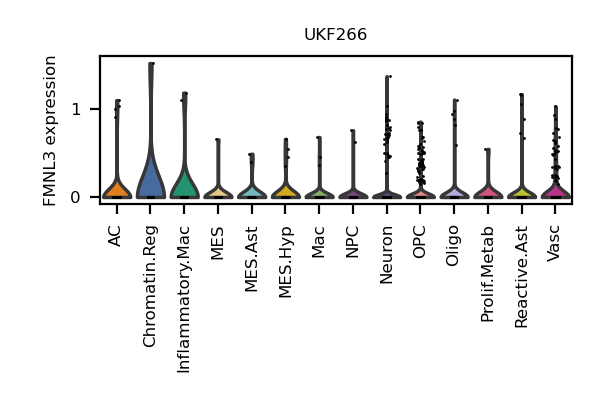 UKF266
FMNL3 expression
1
0
AC
Chromatin.Reg
Inflammatory.Mac
MES
MES.Ast
MES.Hyp
Mac
NPC
Neuron
OPC
Oligo
Prolif.Metab
Reactive.Ast
Vasc